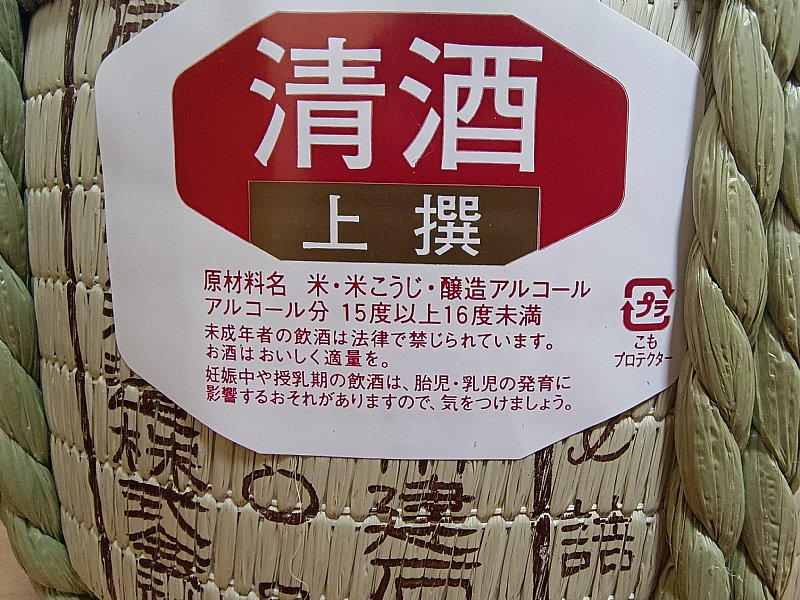 清酒
上撰
原材料名 米・米こうじ・醸造アルコール
アルコール分 15度以上16度未満
未成年者の飲酒は法律で禁じられています。
お酒はおいしく適量を。
妊娠中や授乳期の飲酒は、胎児・乳児の発育に
影響するおそれがありますので、気をつけましょう。
プラ
こも
プロテクター
株式会
建石
詰